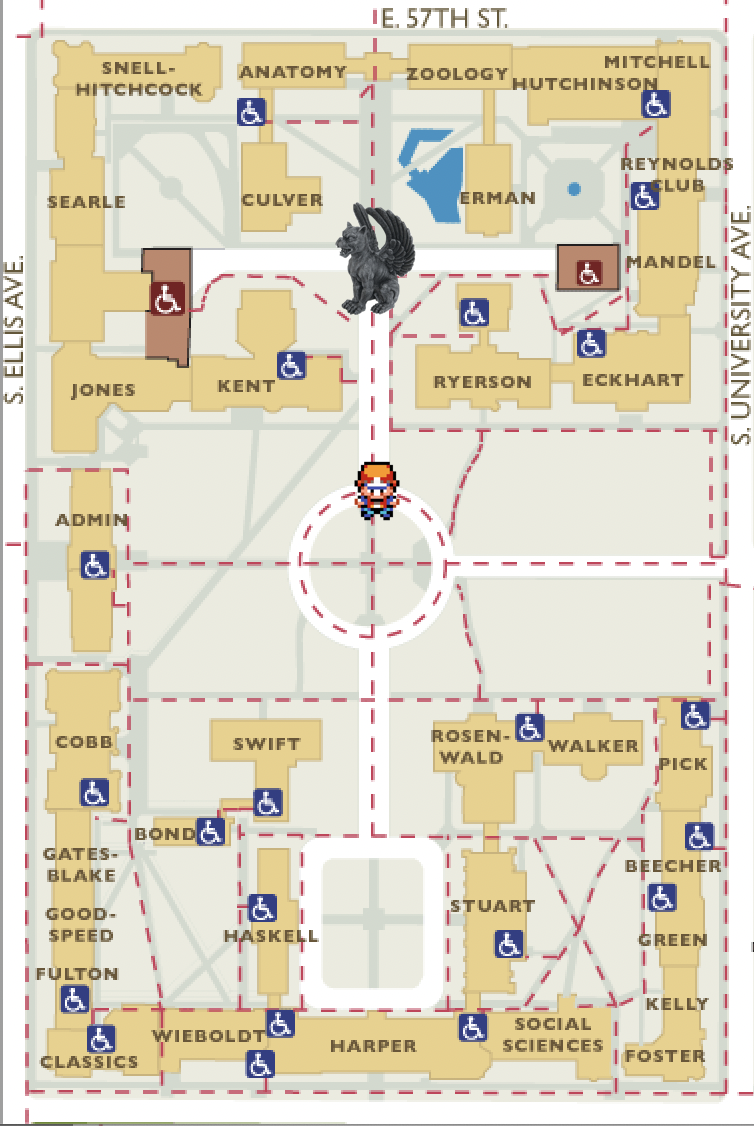 E. 57TH ST.
SNELL-
HITCHCOCK
ANATOMY
ZOOLOGY
MITCHELL
HUTCHINSON
SEARLE
CULVER
ERMAN
REYNOLDS
CLUB
MANDEL
S. ELLIS AVE.
S. UNIVERSITY AVE.
JONES
KENT
RYERSON
ECKHART
ADMIN
COBB
SWIFT
ROSEN-
WALD
WALKER
PICK
BOND
GATES-
BLAKE
BEECHER
GOOD-
SPEED
HASKELL
STUART
GREEN
FULTON
KELLY
CLASSICS
WIEBOLDT
HARPER
SOCIAL
SCIENCES
FOSTER